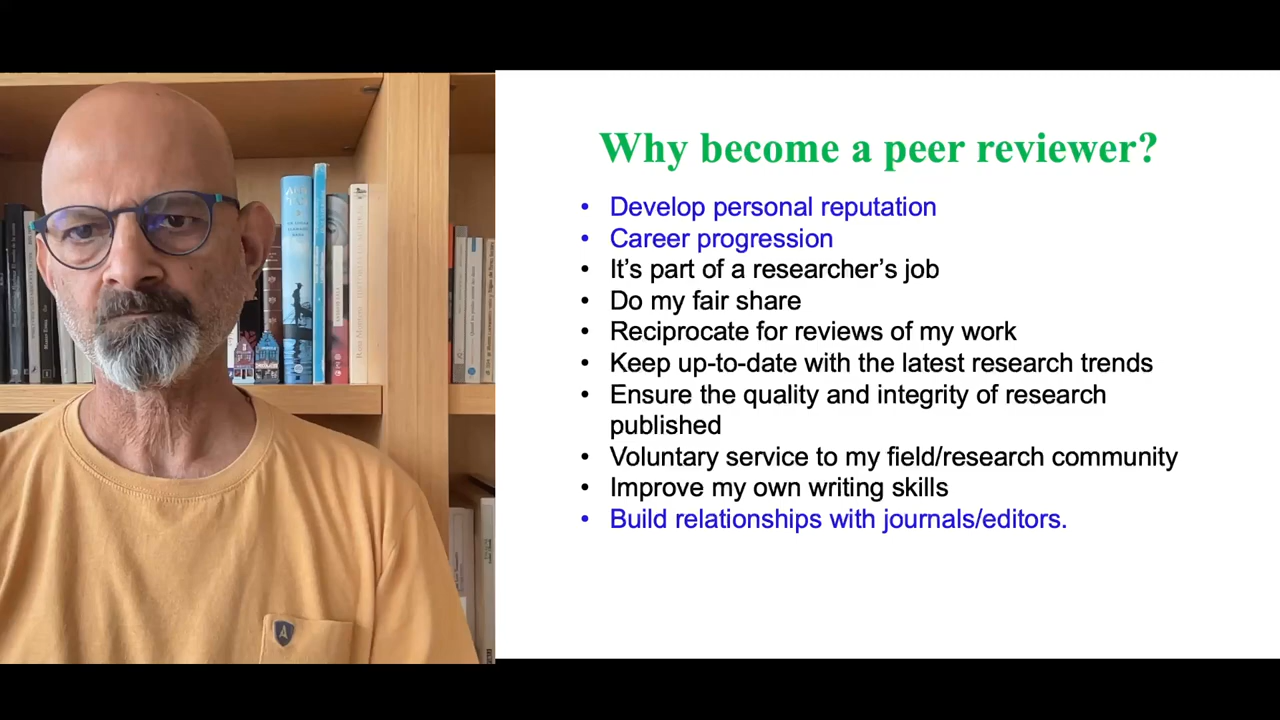 Why become a peer reviewer?
• Develop personal reputation
• Career progression
• It’s part of a researcher’s job
• Do my fair share
• Reciprocate for reviews of my work
• Keep up-to-date with the latest research trends
• Ensure the quality and integrity of research
published
• Voluntary service to my field/research community
• Improve my own writing skills
• Build relationships with journals/editors.